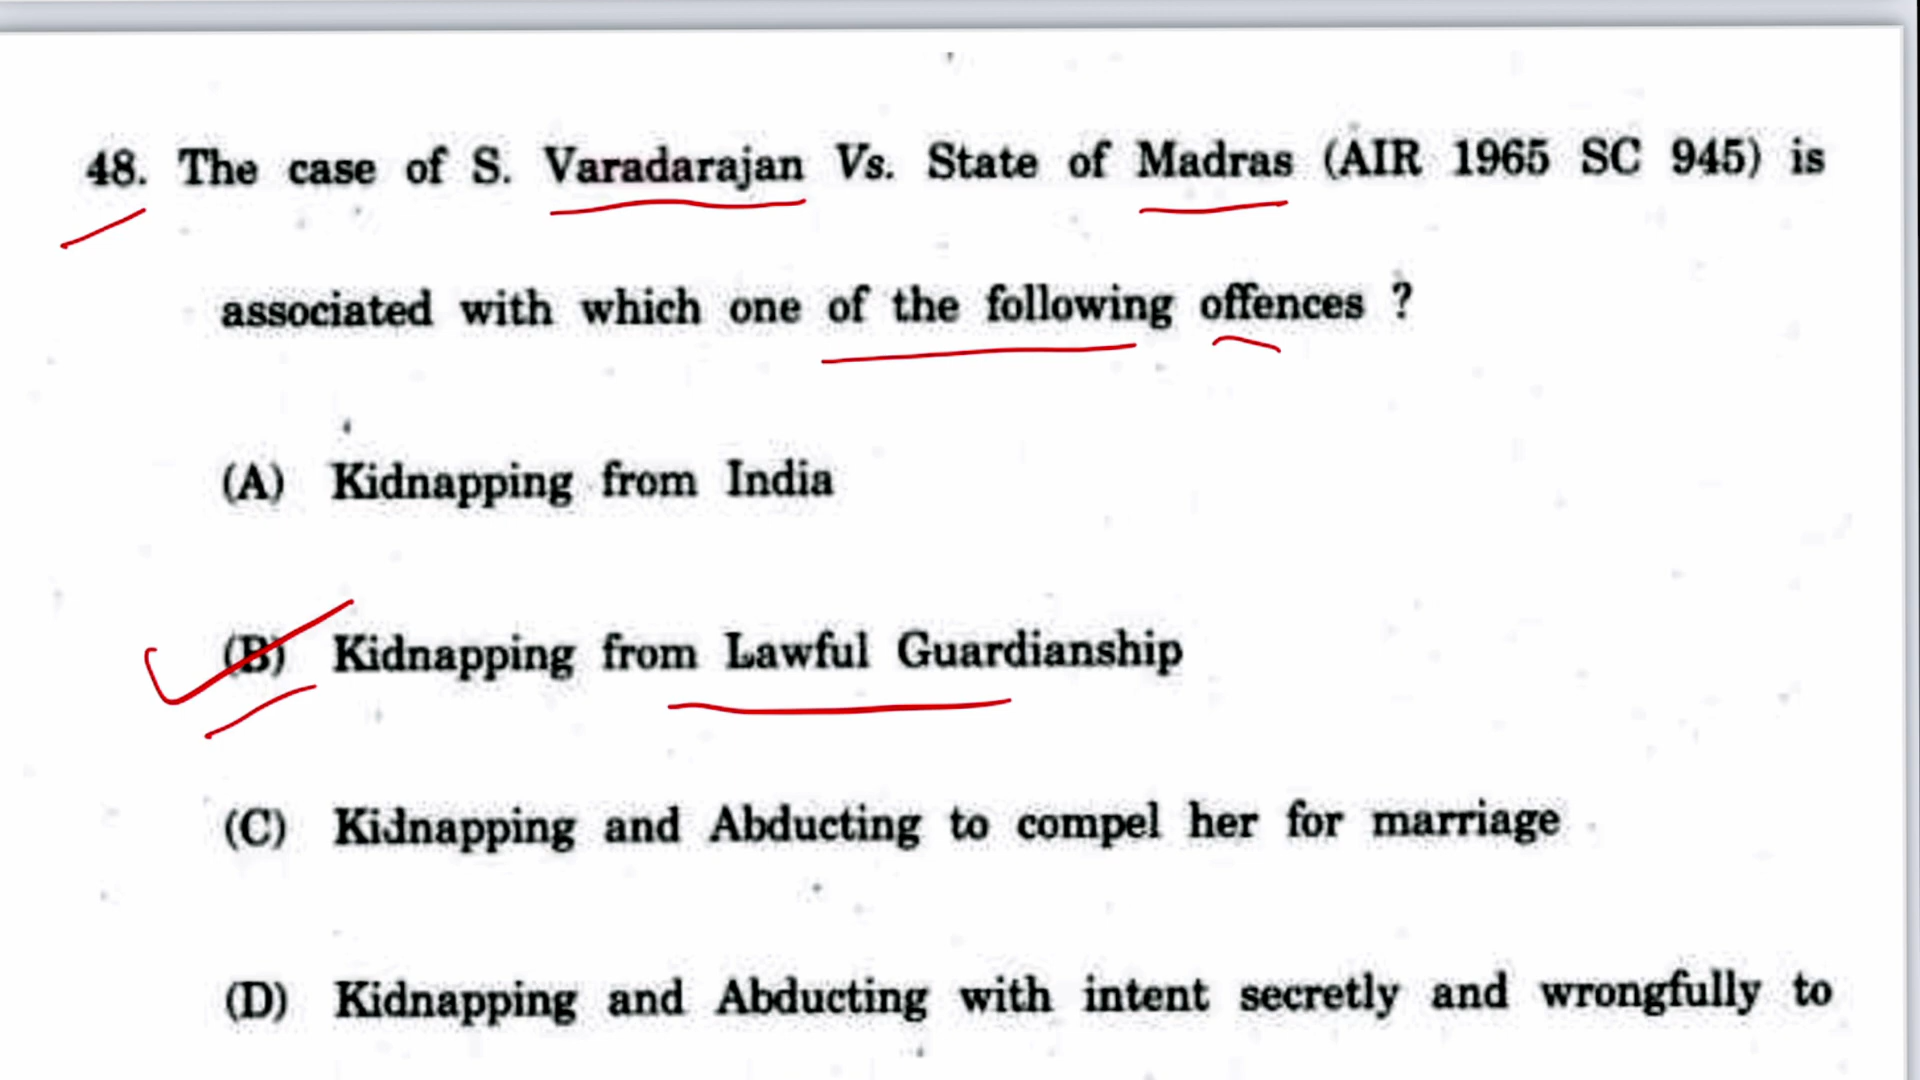 48. The case of S. Varadarajan Vs. State of Madras (AIR 1965 SC 945) is
associated with which one of the following offences ?
(A) Kidnapping from India
(B) Kidnapping from Lawful Guardianship
(C) Kidnapping and Abducting to compel her for marriage
(D) Kidnapping and Abducting with intent secretly and wrongfully to